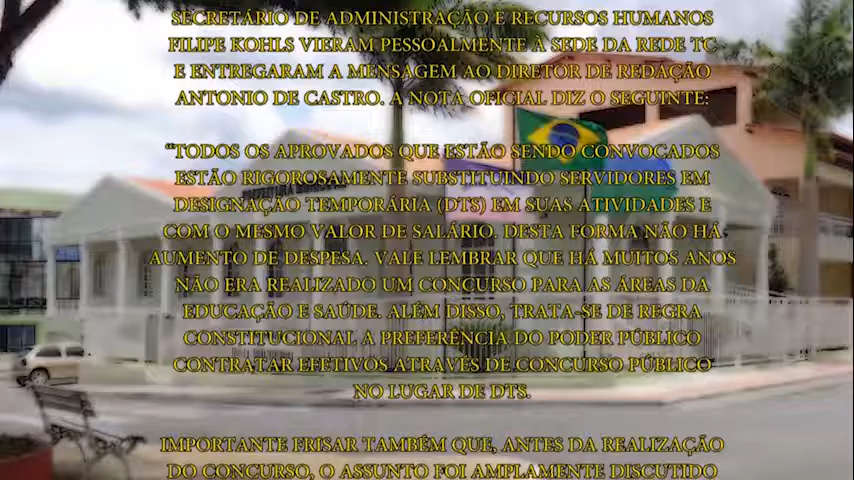 SECRETÁRIO DE ADMINISTRAÇÃO E RECURSOS HUMANOS
FILIPE KOHLS VIERAM PESSOALMENTE À SEDE DA REDE TC
E ENTREGARAM A MENSAGEM AO DIRETOR DE REDAÇÃO
ANTONIO DE CASTRO. A NOTA OFICIAL DIZ O SEGUINTE:
“TODOS OS APROVADOS QUE ESTÃO SENDO CONVOCADOS
ESTÃO RIGOROSAMENTE SUBSTITUINDO SERVIDORES EM
DESIGNAÇÃO TEMPORÁRIA (DTS) EM SUAS ATIVIDADES E
COM O MESMO VALOR DE SALÁRIO. DESTA FORMA NÃO HÁ
AUMENTO DE DESPESA. VALE LEMBRAR QUE HÁ MUITOS ANOS
NÃO ERA REALIZADO UM CONCURSO PARA AS ÁREAS DA
EDUCAÇÃO E SAÚDE. ALÉM DISSO, TRATA-SE DE REGRA
CONSTITUCIONAL A PREFERÊNCIA DO PODER PÚBLICO
CONTRATAR EFETIVOS ATRAVÉS DE CONCURSO PÚBLICO
NO LUGAR DE DTS.
IMPORTANTE FRISAR TAMBÉM QUE, ANTES DA REALIZAÇÃO
DO CONCURSO, O ASSUNTO FOI AMPLAMENTE DISCUTIDO